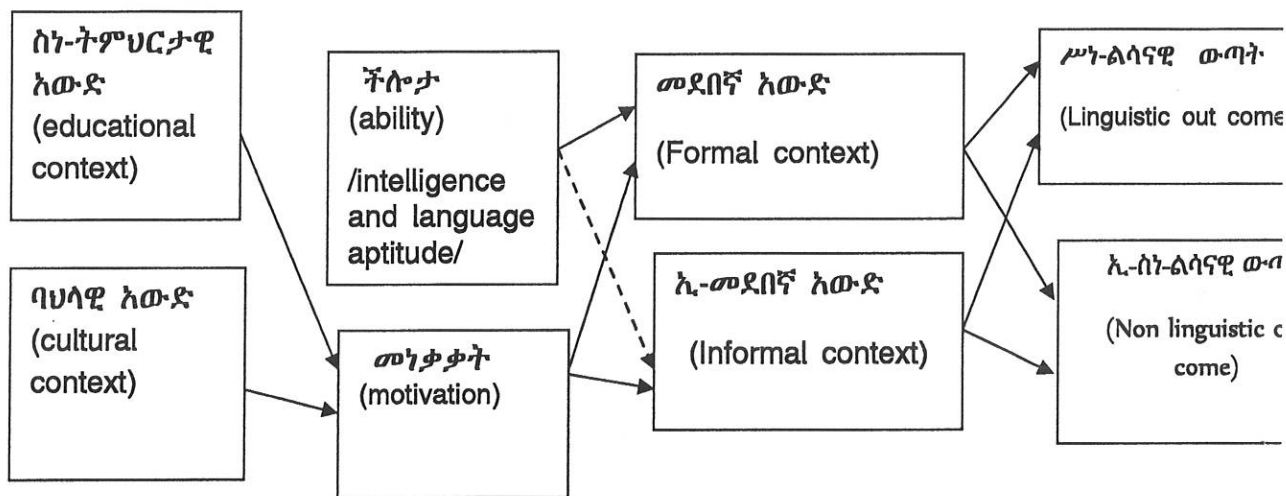 ስነ-ትምህርታዊ
አውድ
(educational
context)
ባህላዊ አውድ
(cultural
context)
ችሎታ
(ability)
/intelligence
and language
aptitude/
መነቃቃት
(motivation)
መደበኛ አውድ
(Formal context)
ኢ-መደበኛ አውድ
(Informal context)
ሥነ-ልሳናዊ ውጣት
(Linguistic out come
ኢ-ስነ-ልሳናዊ
(Non linguistic
come)